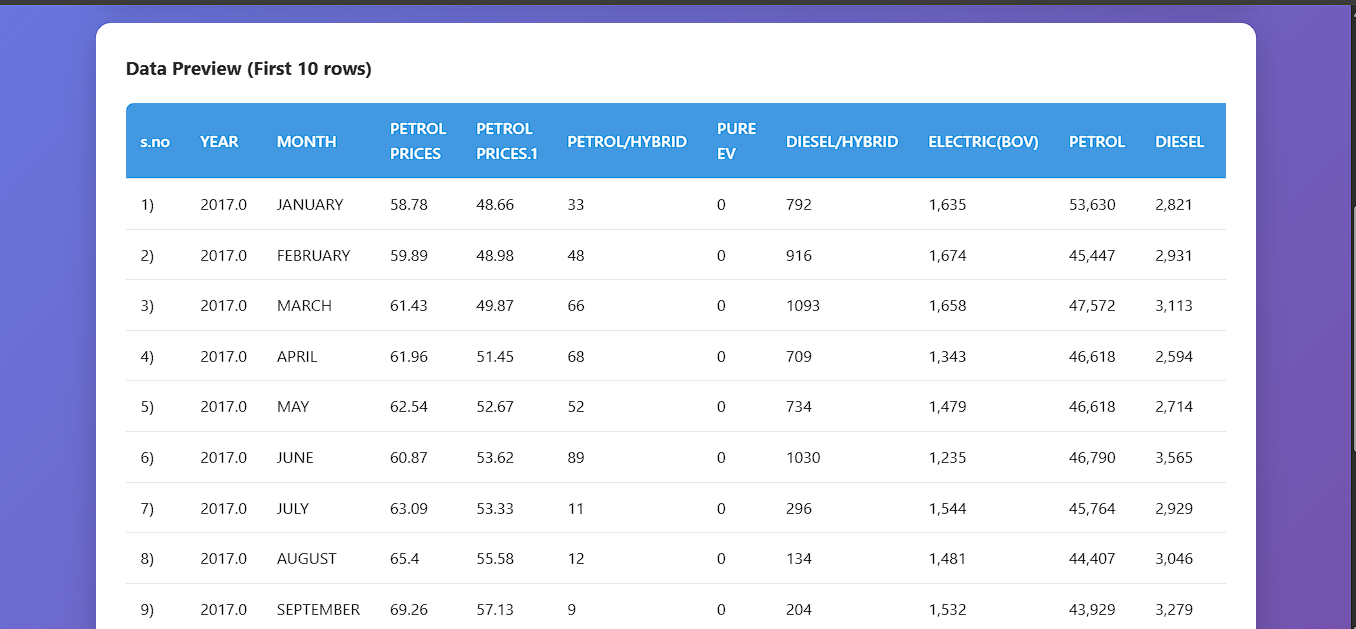 Data Preview (First 10 rows)
s.no YEAR MONTH PETROL PRICES PETROL PRICES.1 PETROL/HYBRID PURE EV DIESEL/HYBRID ELECTRIC(BOV) PETROL DIESEL
1) 2017.0 JANUARY 58.78 48.66 33 0 792 1,635 53,630 2,821
2) 2017.0 FEBRUARY 59.89 48.98 48 0 916 1,674 45,447 2,931
3) 2017.0 MARCH 61.43 49.87 66 0 1093 1,658 47,572 3,113
4) 2017.0 APRIL 61.96 51.45 68 0 709 1,343 46,618 2,594
5) 2017.0 MAY 62.54 52.67 52 0 734 1,479 46,618 2,714
6) 2017.0 JUNE 60.87 53.62 89 0 1030 1,235 46,790 3,565
7) 2017.0 JULY 63.09 53.33 11 0 296 1,544 45,764 2,929
8) 2017.0 AUGUST 65.4 55.58 12 0 134 1,481 44,407 3,046
9) 2017.0 SEPTEMBER 69.26 57.13 9 0 204 1,532 43,929 3,279